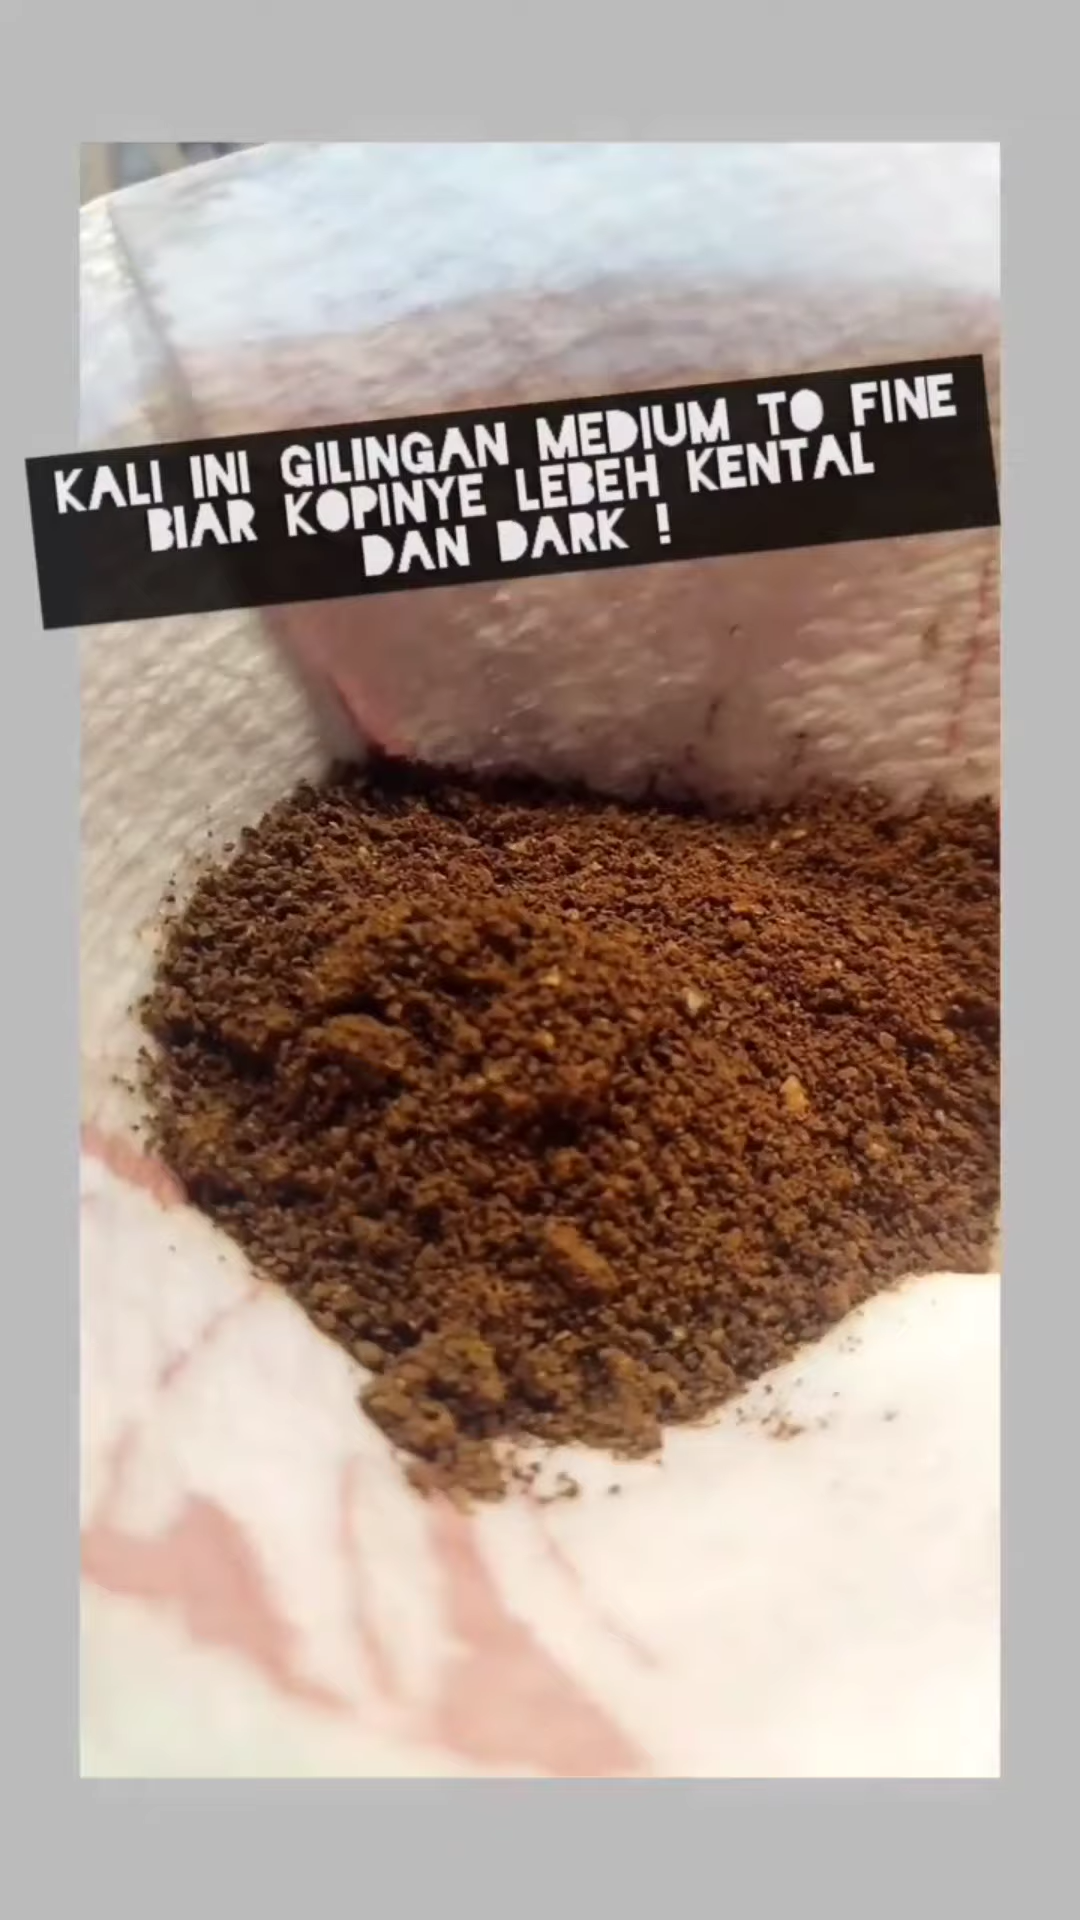 KALI INI GILINGAN MEDIUM TO FINE
BIAR KOPINYE LEBEH KENTAL
DAN DARK !